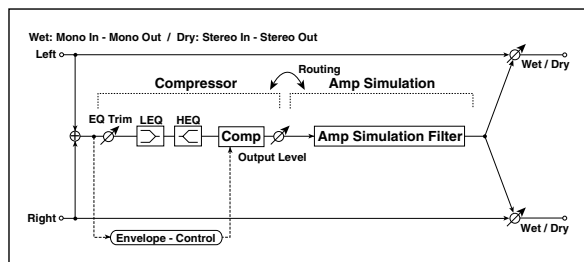 Wet: Mono In - Mono Out / Dry: Stereo In - Stereo Out
Left
Wet / Dry
Routing
Compressor
Amp Simulation
EQ Trim
LEQ
HEQ
Comp
Output Level
Amp Simulation Filter
Right
Wet / Dry
Envelope - Control